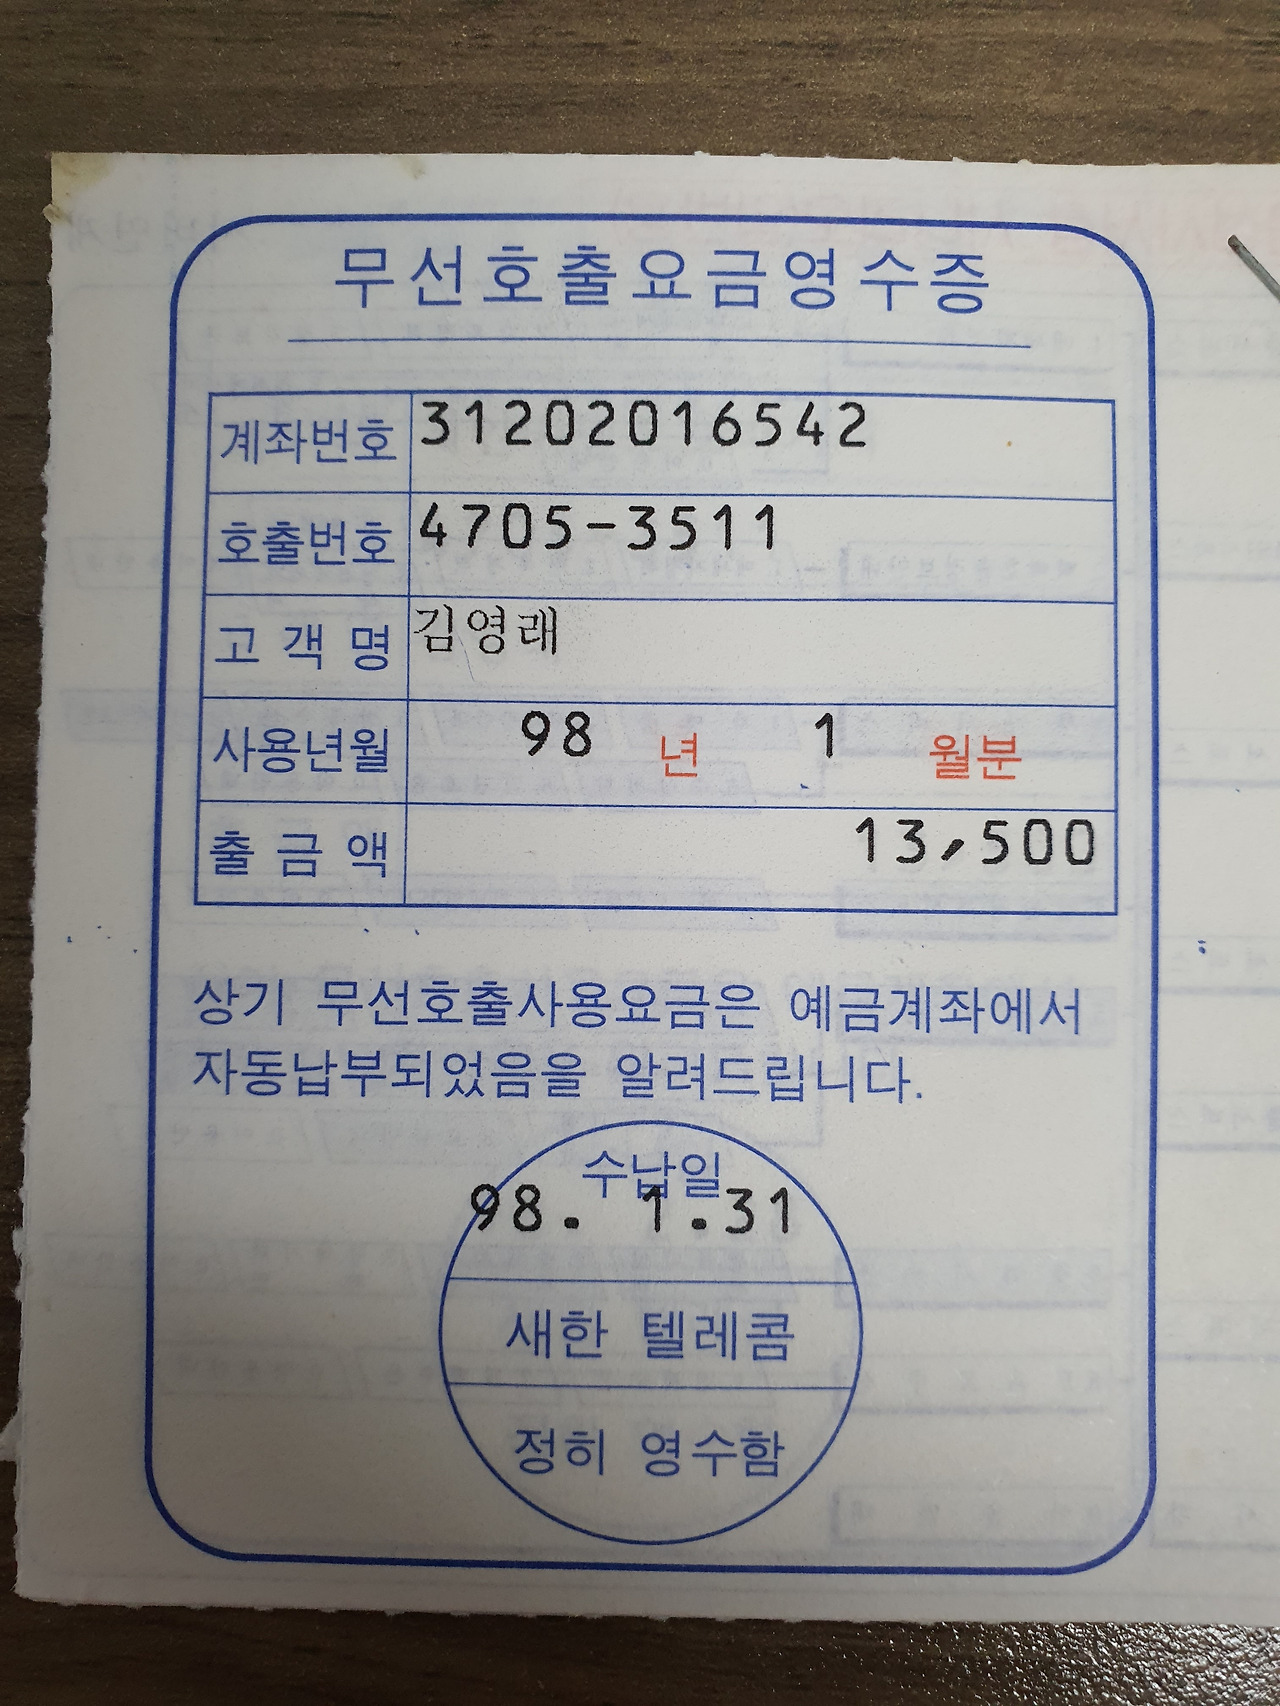 무선호출요금영수증
계좌번호 31202016542
호출번호 4705-3511
고객명 김영래
사용년월 98 년 1 월분
출금액 13,500
상기 무선호출사용요금은 예금계좌에서
자동납부되었음을 알려드립니다.
수납일
98. 1.31
새한 텔레콤
정히 영수함